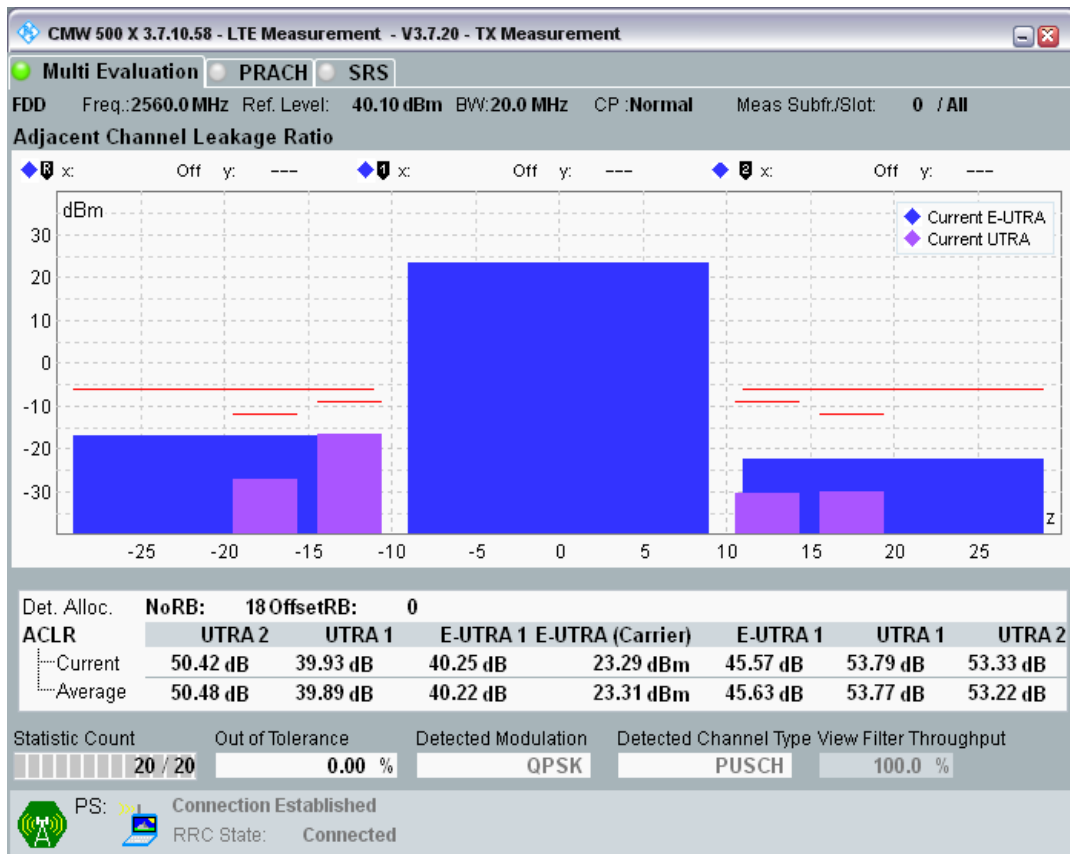 CMW 500 X 3.7.10.58 - LTE Measurement - V3.7.20 - TX Measurement
Multi Evaluation PRACH SRS
FDD Freq.:2560.0 MHz Ref. Level: 40.10 dBm BW:20.0 MHz CP :Normal Meas Subfr./Slot: 0 / All
Adjacent Channel Leakage Ratio
R x: Off y: --- 1 x: Off y: --- 2 x: Off y: ---
dBm
Current E-UTRA
Current UTRA
30
20
10
0
-10
-20
-30
z
-25 -20 -15 -10 -5 0 5 10 15 20 25
Det. Alloc. NoRB: 18 OffsetRB: 0
ACLR UTRA 2 UTRA 1 E-UTRA 1 E-UTRA (Carrier) E-UTRA 1 UTRA 1 UTRA 2
Current 50.42 dB 39.93 dB 40.25 dB 23.29 dBm 45.57 dB 53.79 dB 53.33 dB
Average 50.48 dB 39.89 dB 40.22 dB 23.31 dBm 45.63 dB 53.77 dB 53.22 dB
Statistic Count Out of Tolerance Detected Modulation Detected Channel Type View Filter Throughput
20 / 20 0.00 % QPSK PUSCH 100.0 %
PS: Connection Established
RRC State: Connected